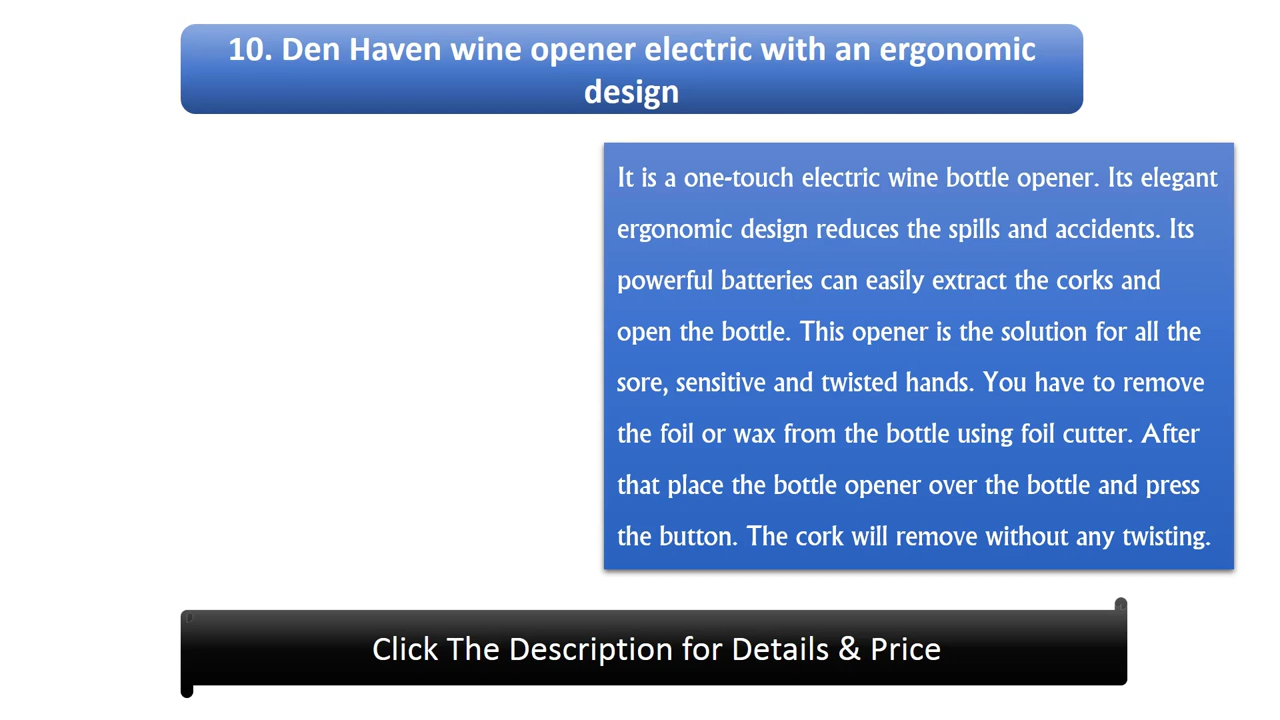 10. Den Haven wine opener electric with an ergonomic
design
It is a one-touch electric wine bottle opener. Its elegant
ergonomic design reduces the spills and accidents. Its
powerful batteries can easily extract the corks and
open the bottle. This opener is the solution for all the
sore, sensitive and twisted hands. You have to remove
the foil or wax from the bottle using foil cutter. After
that place the bottle opener over the bottle and press
the button. The cork will remove without any twisting.
Click The Description for Details & Price